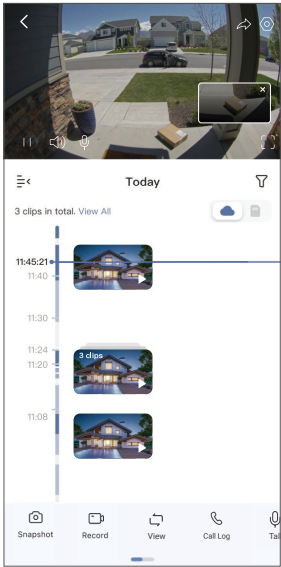 Today
3 clips in total. View All
11:45:21
11:40
11:30
11:24
3 clips
11:20
11:08
Snapshot
Record
View
Call Log
Tal